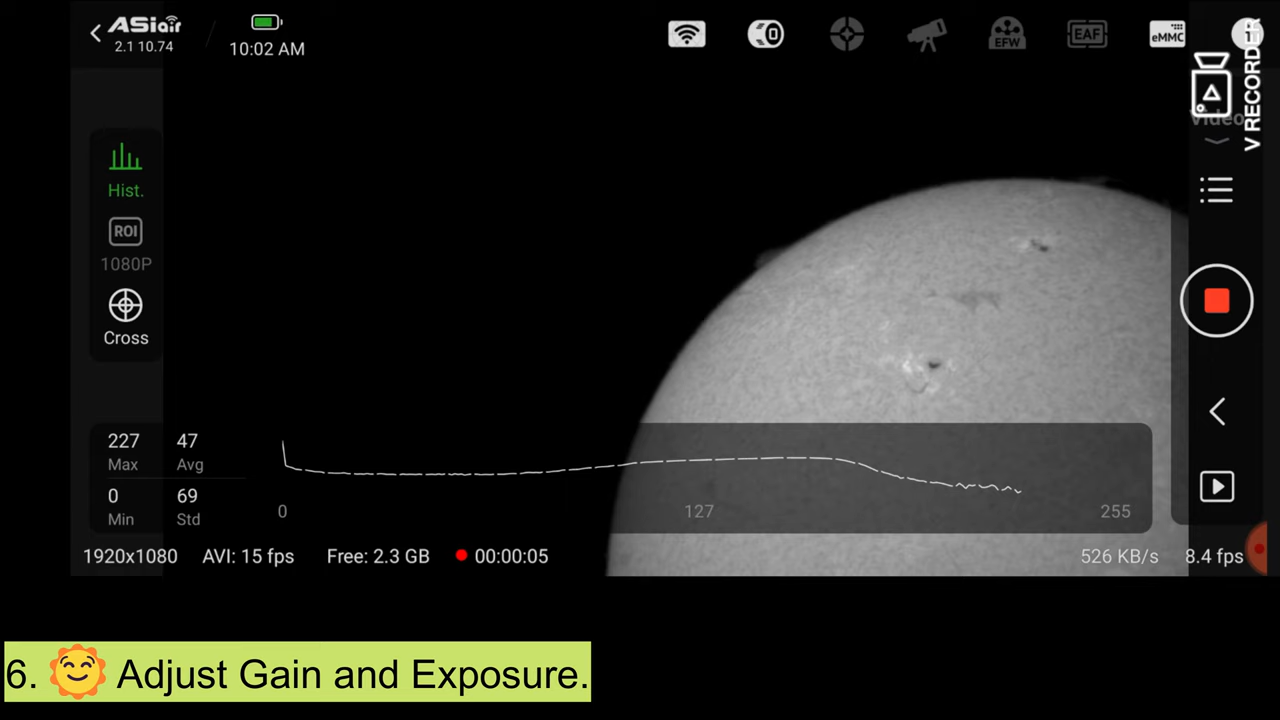 ASiair
2.1 10.74
10:02 AM
EFW
EAF
eMMC
V RECORDER
Video
Hist.
ROI
1080P
Cross
227 47
Max Avg
0 69
Min Std
0 127 255
1920x1080 AVI: 15 fps Free: 2.3 GB 00:00:05 526 KB/s 8.4 fps
6. 🌞 Adjust Gain and Exposure.